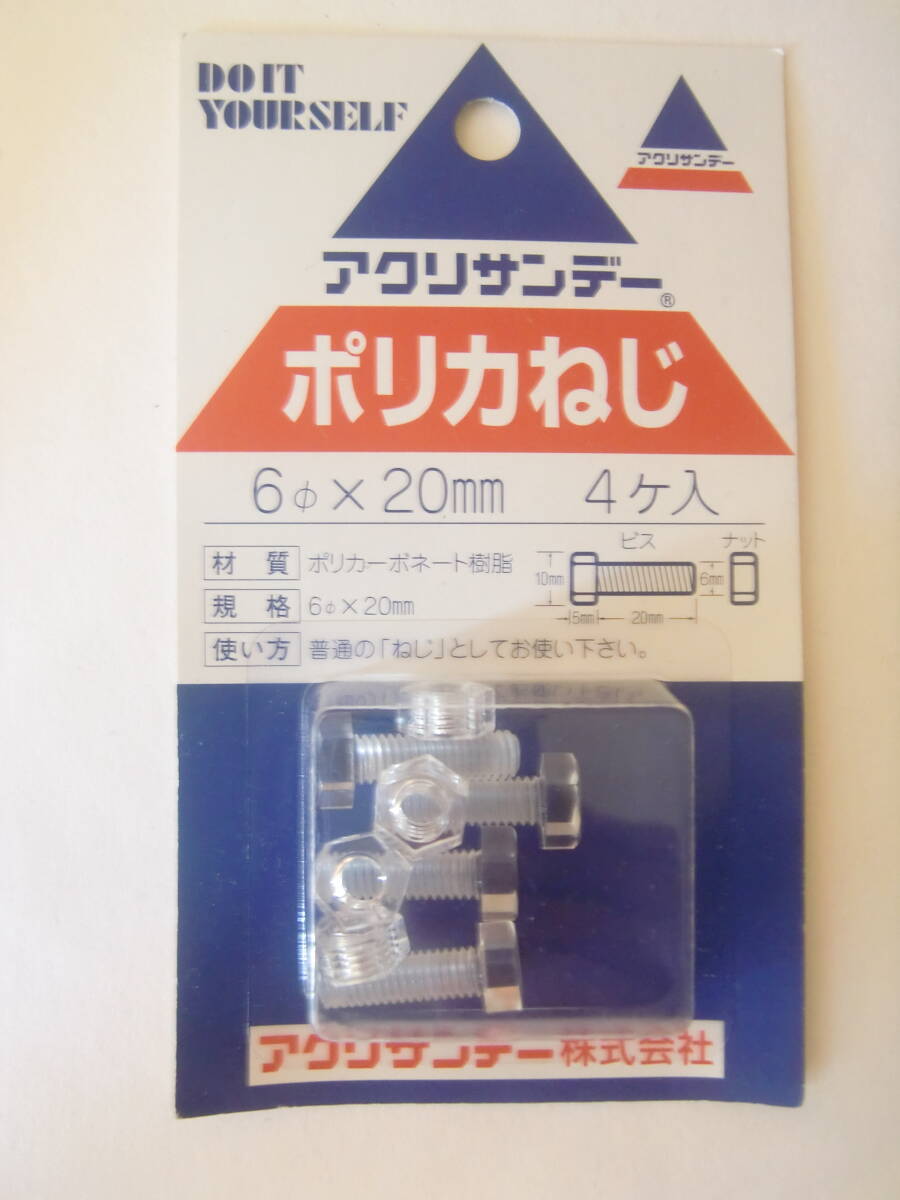 DO IT
YOURSELF
アクリサンデー
アクリサンデー®
ポリカねじ
6φ×20mm 4ケ入
材質 ポリカーボネート樹脂
規格 6φ×20mm
使い方 普通の「ねじ」としてお使い下さい。
ビス ナット
10mm 6mm
5mm 20mm
アクリサンデー株式会社